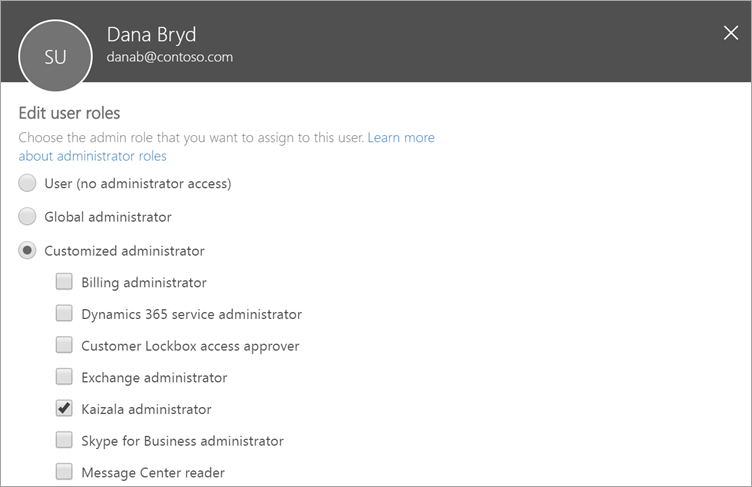 SU
Dana Bryd
danab@contoso.com
Edit user roles
Choose the admin role that you want to assign to this user. Learn more
about administrator roles
User (no administrator access)
Global administrator
Customized administrator
Billing administrator
Dynamics 365 service administrator
Customer Lockbox access approver
Exchange administrator
Kaizala administrator
Skype for Business administrator
Message Center reader